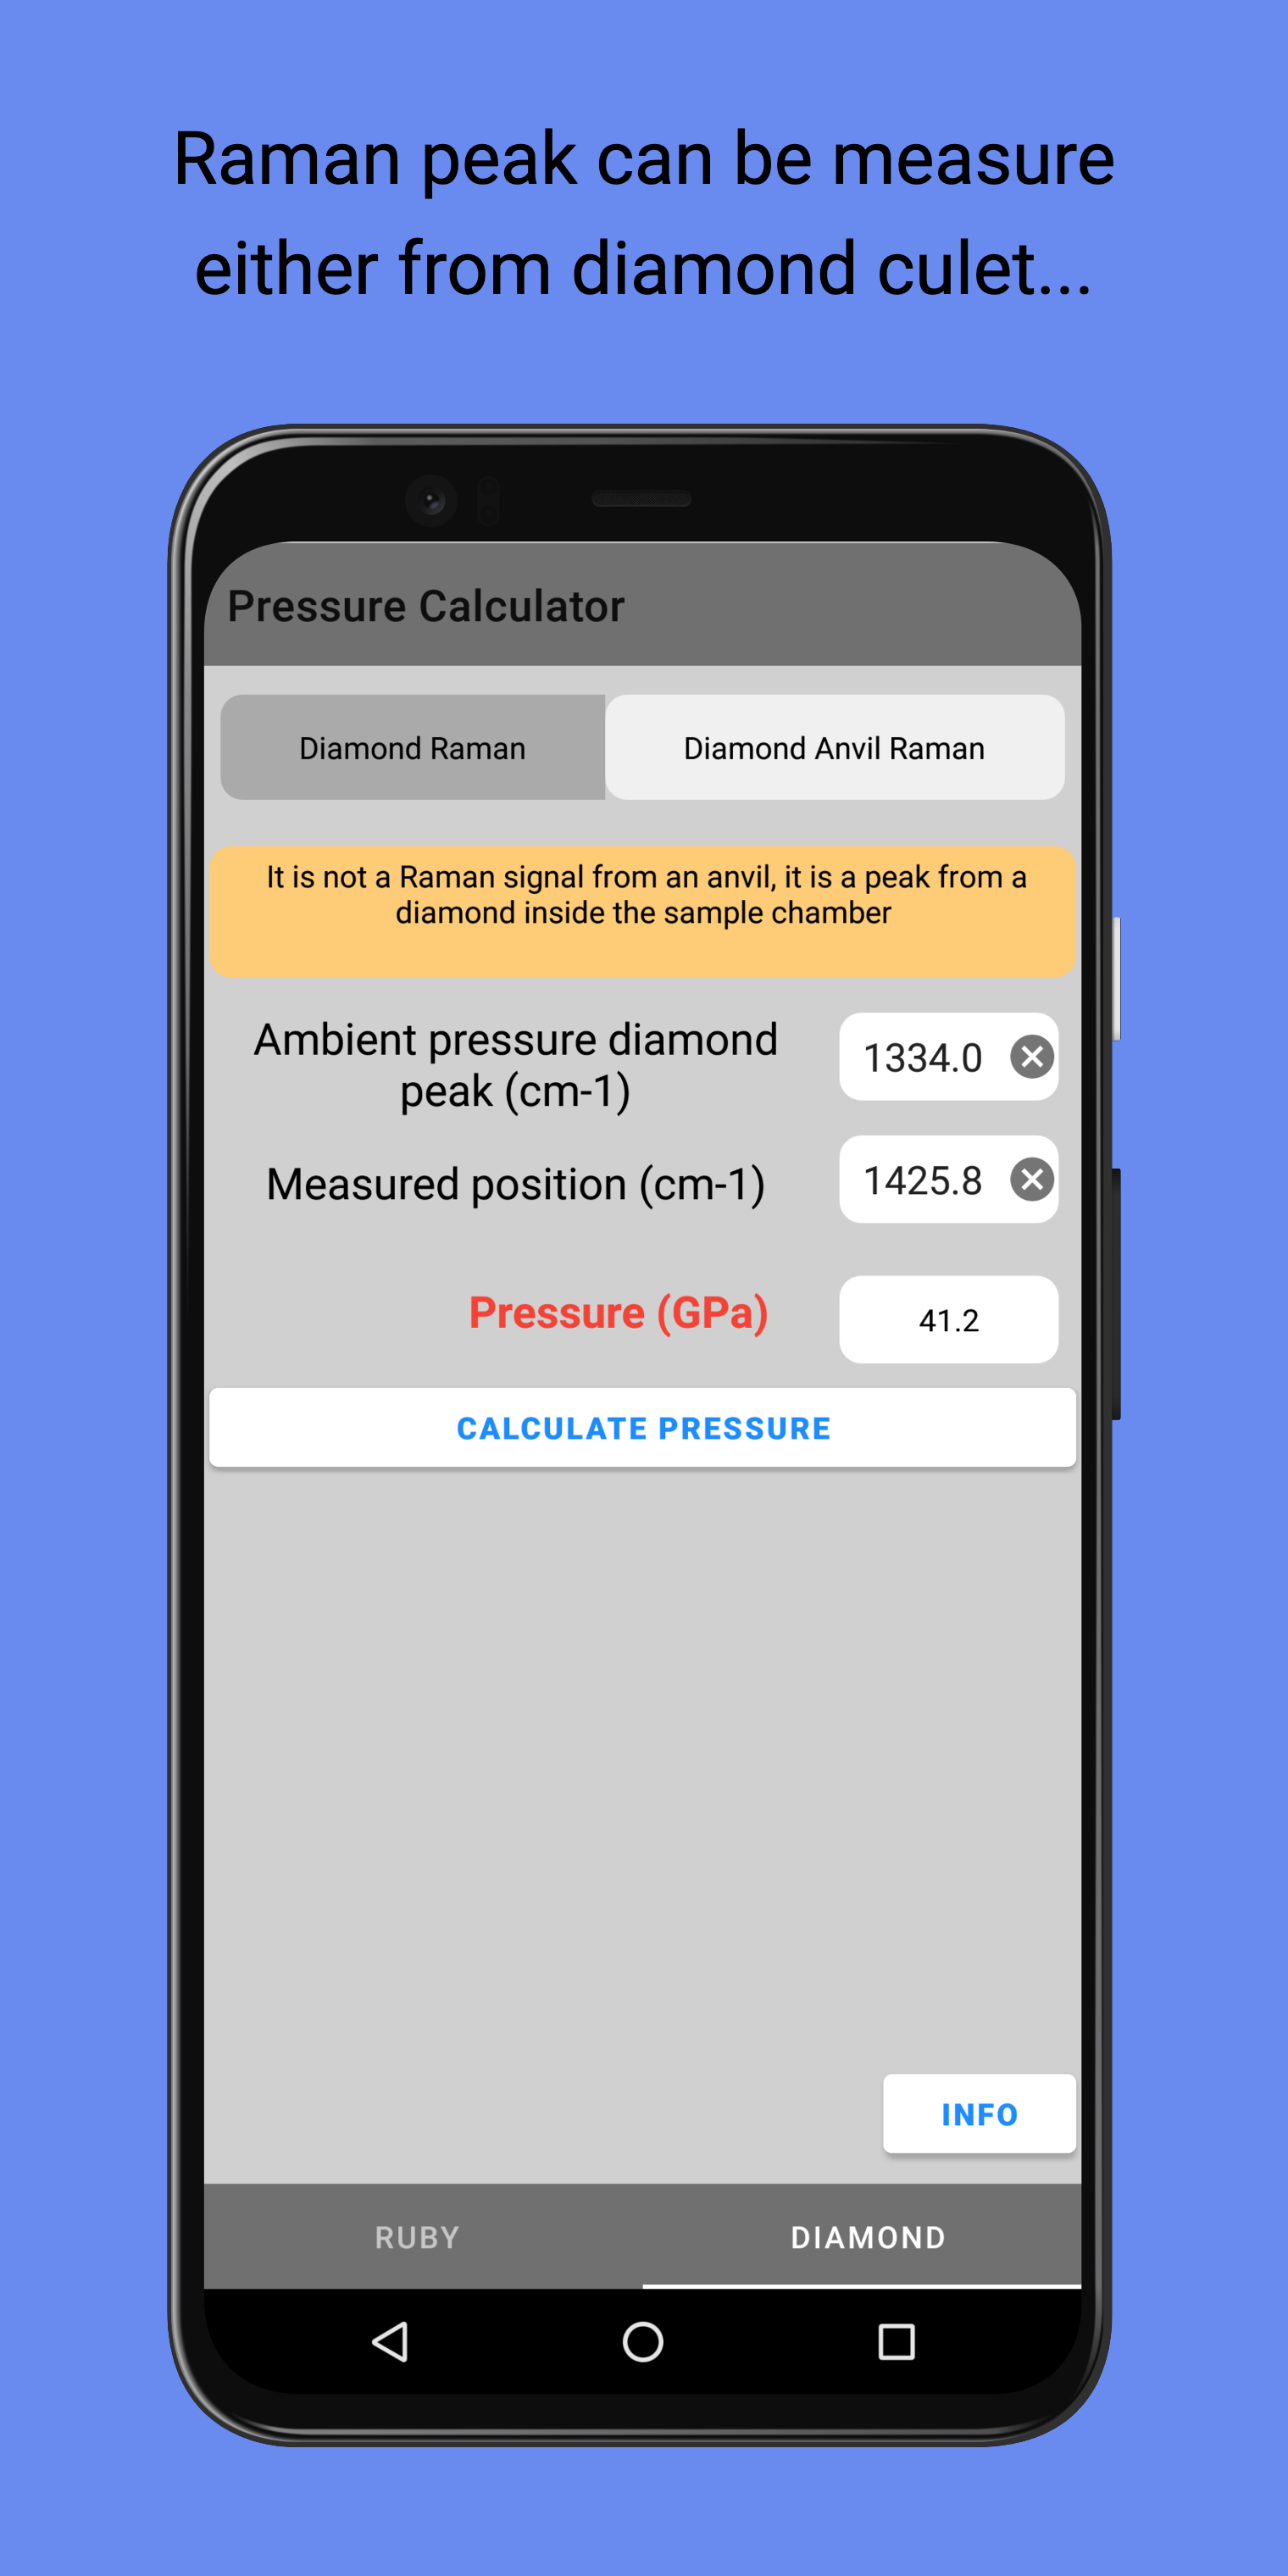 Raman peak can be measure
either from diamond culet...
Pressure Calculator
Diamond Raman
Diamond Anvil Raman
It is not a Raman signal from an anvil, it is a peak from a
diamond inside the sample chamber
Ambient pressure diamond
peak (cm-1)
1334.0
Measured position (cm-1)
1425.8
Pressure (GPa)
41.2
CALCULATE PRESSURE
INFO
RUBY
DIAMOND